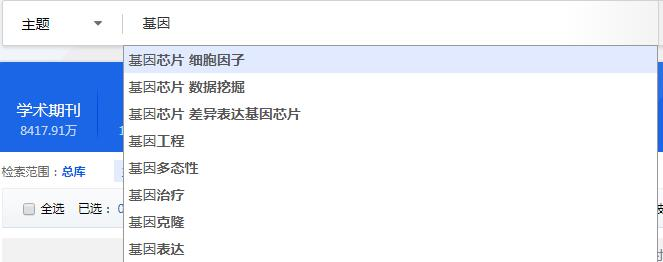 主题 基因
基因芯片 细胞因子
基因芯片 数据挖掘
学术期刊
基因芯片 差异表达基因芯片
8417.91万
基因工程
检索范围：总库
基因多态性
全选 已选：0
基因治疗
基因克隆
基因表达